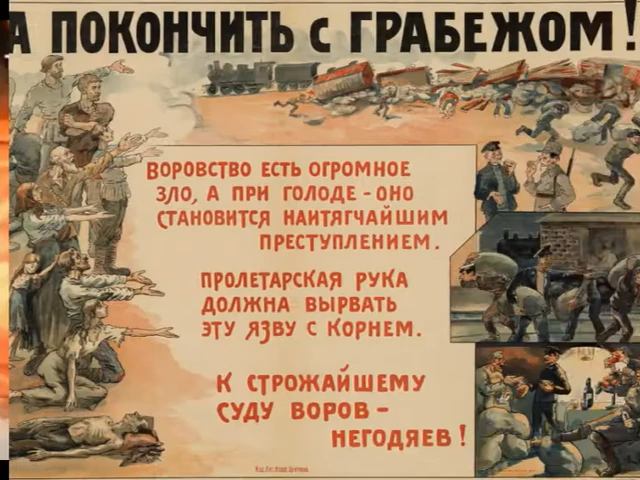 А ПОКОНЧИТЬ С ГРАБЕЖОМ!
ВОРОВСТВО ЕСТЬ ОГРОМНОЕ
ЗЛО, А ПРИ ГОЛОДЕ - ОНО
СТАНОВИТСЯ НАИТЯГЧАЙШИМ
ПРЕСТУПЛЕНИЕМ.
ПРОЛЕТАРСКАЯ РУКА
ДОЛЖНА ВЫРВАТЬ
ЭТУ ЯЗВУ С КОРНЕМ.
К СТРОЖАЙШЕМУ
СУДУ ВОРОВ -
НЕГОДЯЕВ!